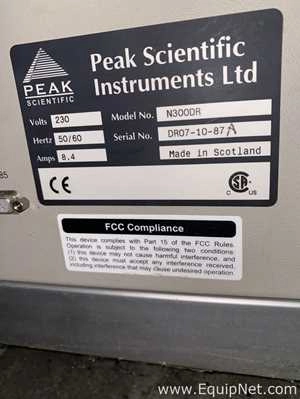 PEAK
SCIENTIFIC
Peak Scientific
Instruments Ltd
Volts 230
Model No. N300DR
Hertz 50/60
Serial No. DR07-10-87A
Amps 8.4
Made in Scotland
CE
C US
85
FCC Compliance
This device complies with Part 15 of the FCC Rules.
Operation is subject to the following two conditions:
(1) this device may not cause harmful interference, and
(2) this device must accept any interference received,
including interference that may cause undesired operation.
www.EquipNet.com